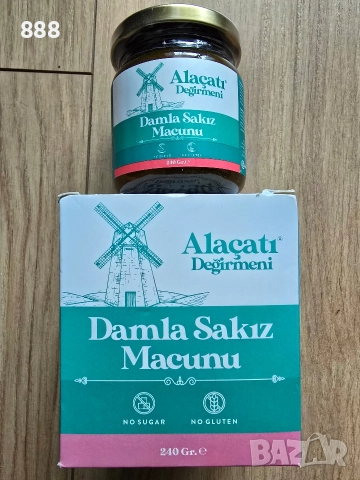 888
Alaçatı
Değirmeni
Damla Sakız
Macunu
240 Gr. e
Alaçatı®
Değirmeni
Damla Sakız
Macunu
NO SUGAR
NO GLUTEN
240 Gr. e
BAZAR